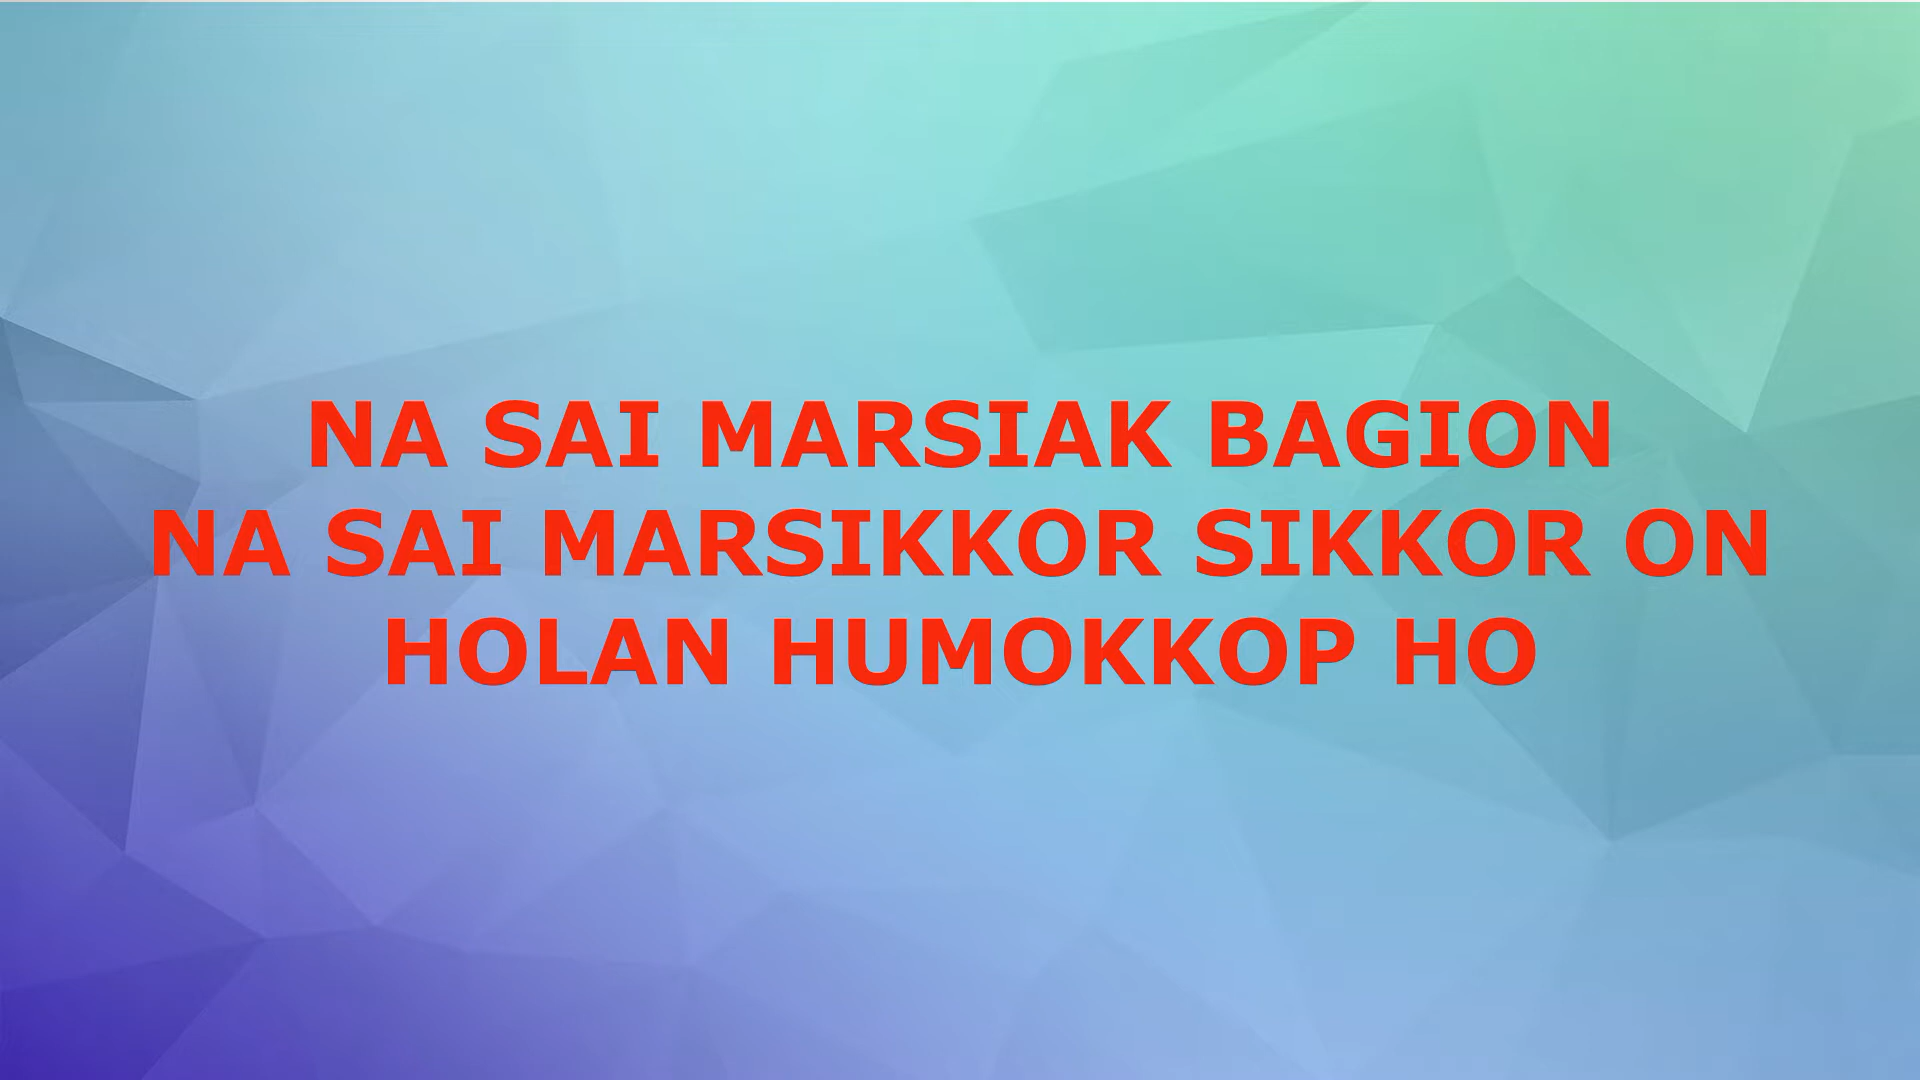 NA SAI MARSIAK BAGION
NA SAI MARSIKKOR SIKKOR ON
HOLAN HUMOKKOP HO